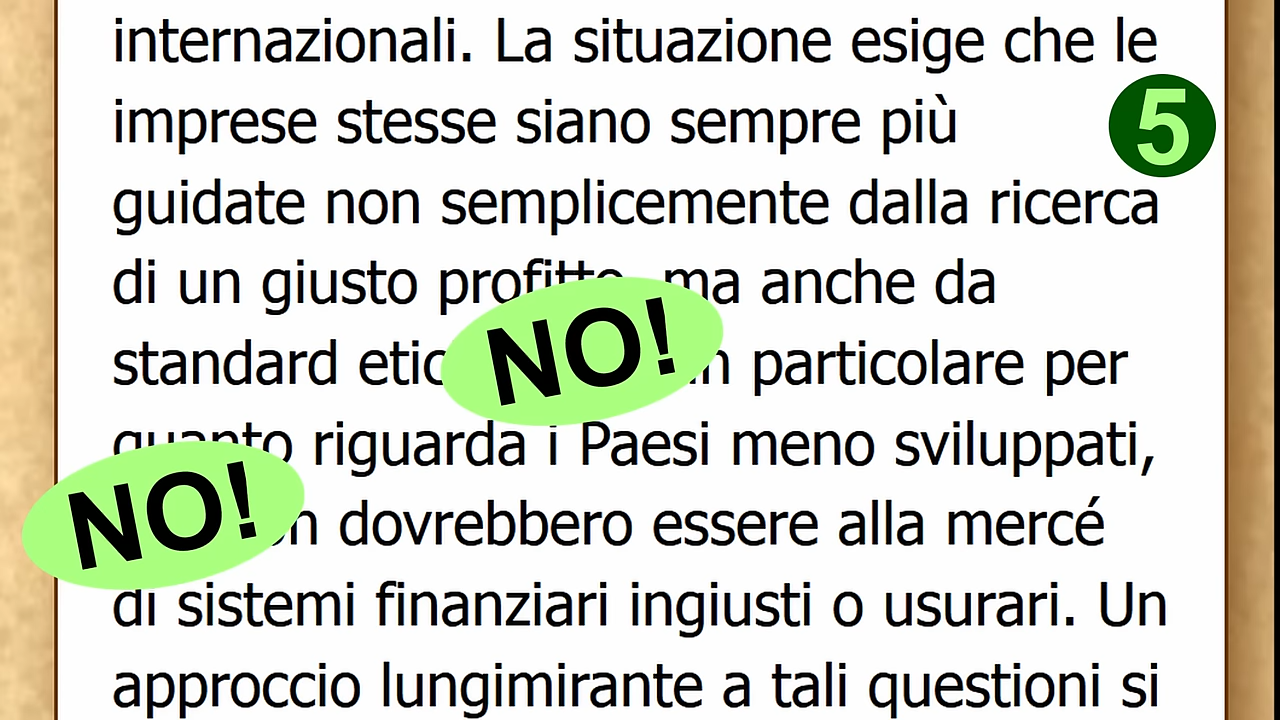 internazionali. La situazione esige che le
imprese stesse siano sempre più
5
guidate non semplicemente dalla ricerca
di un giusto profitto, ma anche da
NO!
standard particolare per
quanto riguarda i Paesi meno sviluppati,
NO!
dovrebbero essere alla mercé
di sistemi finanziari ingiusti o usurari. Un
approccio lungimirante a tali questioni si